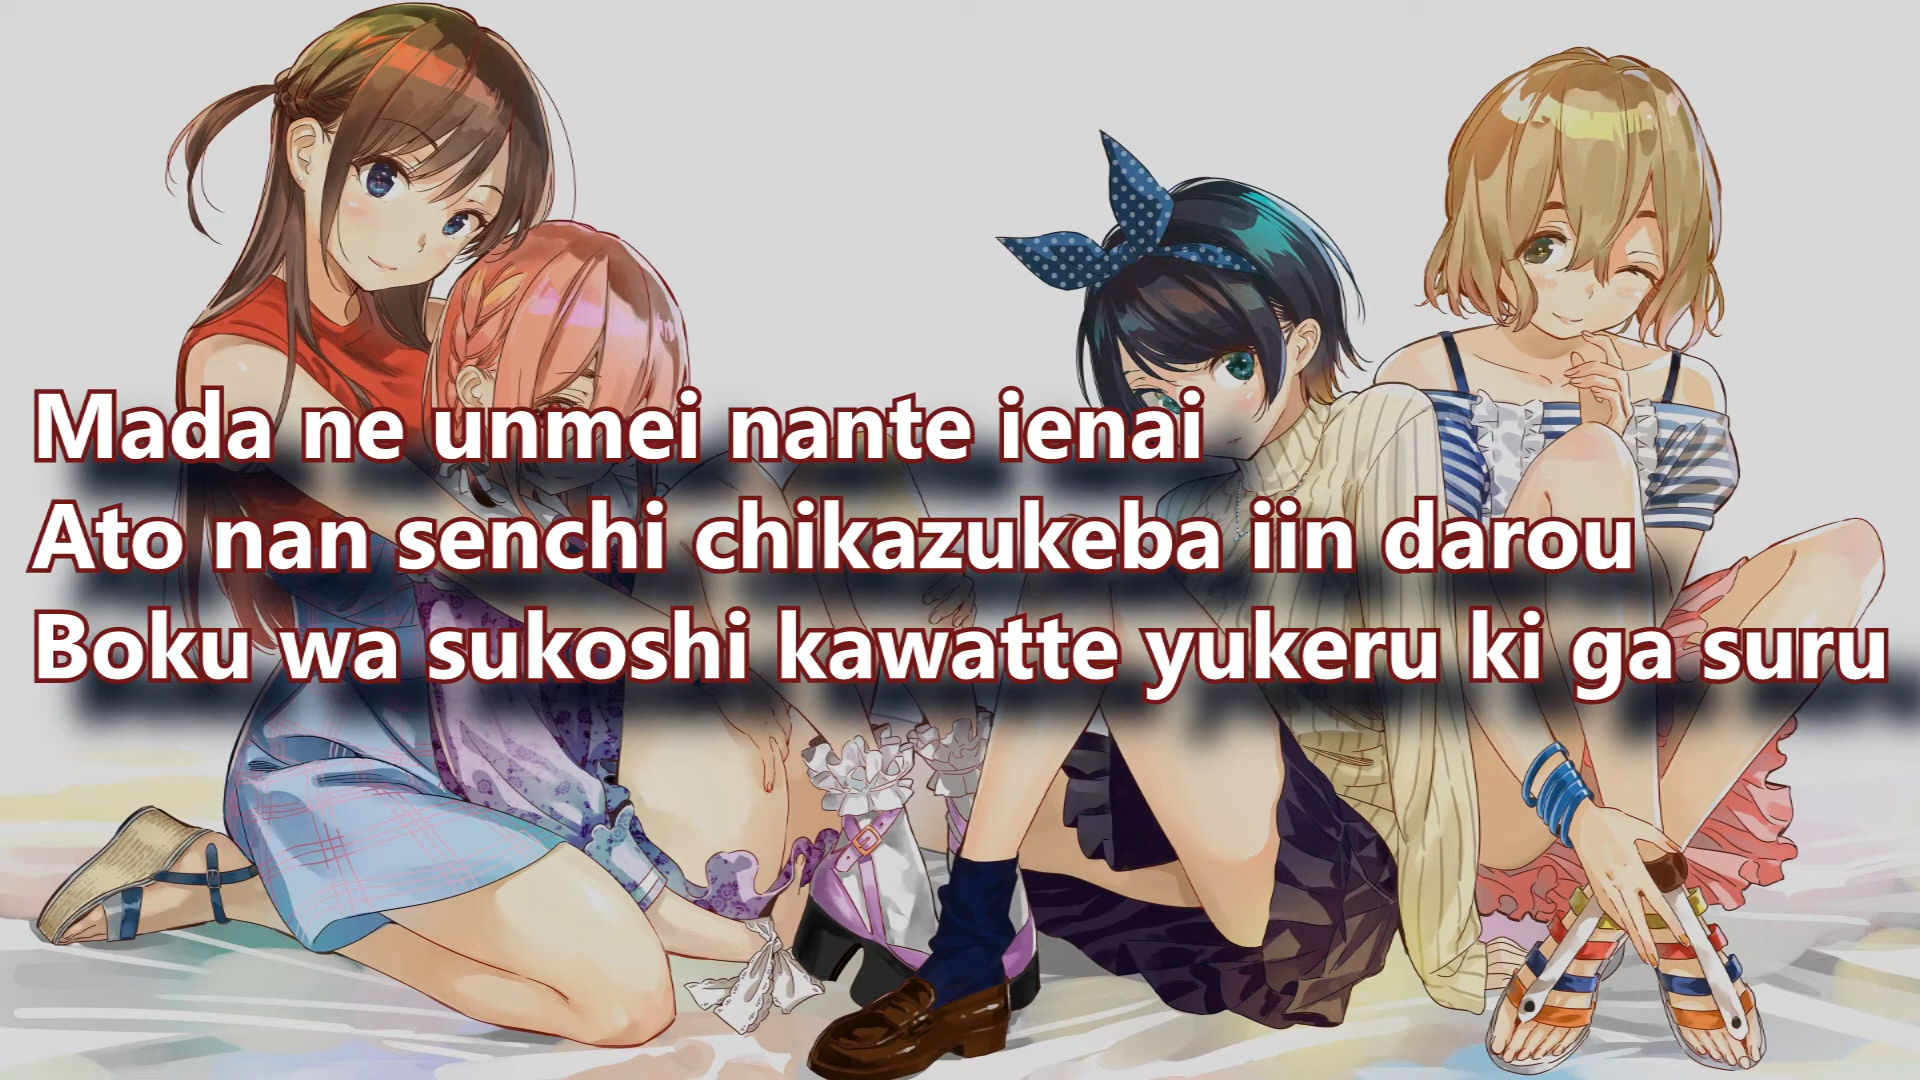 Mada ne unmei nante ienai
Ato nan senchi chikazukeba iin darou
Boku wa sukoshi kawatte yukeru ki ga suru